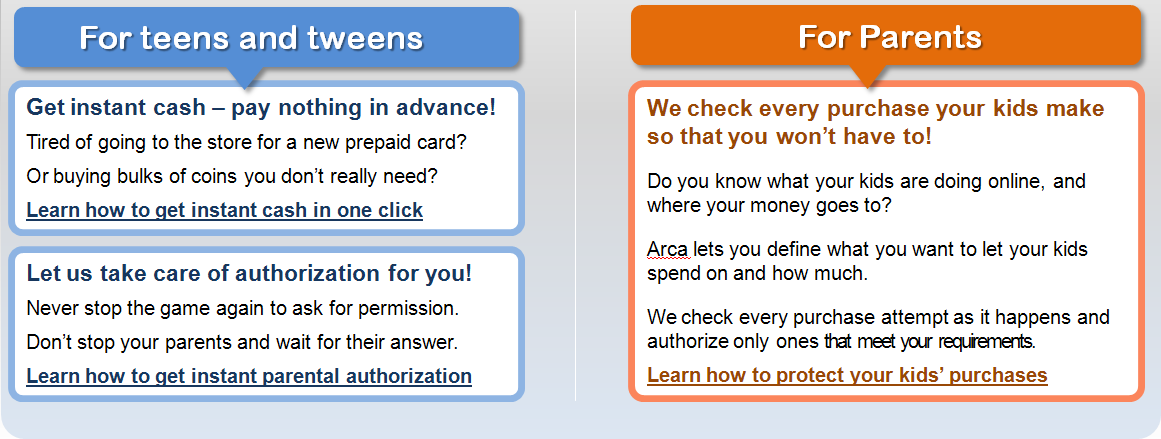 For teens and tweens
Get instant cash – pay nothing in advance!
Tired of going to the store for a new prepaid card?
Or buying bulks of coins you don’t really need?
Learn how to get instant cash in one click
Let us take care of authorization for you!
Never stop the game again to ask for permission.
Don’t stop your parents and wait for their answer.
Learn how to get instant parental authorization
For Parents
We check every purchase your kids make
so that you won’t have to!
Do you know what your kids are doing online, and
where your money goes to?
Arca lets you define what you want to let your kids
spend on and how much.
We check every purchase attempt as it happens and
authorize only ones that meet your requirements.
Learn how to protect your kids’ purchases